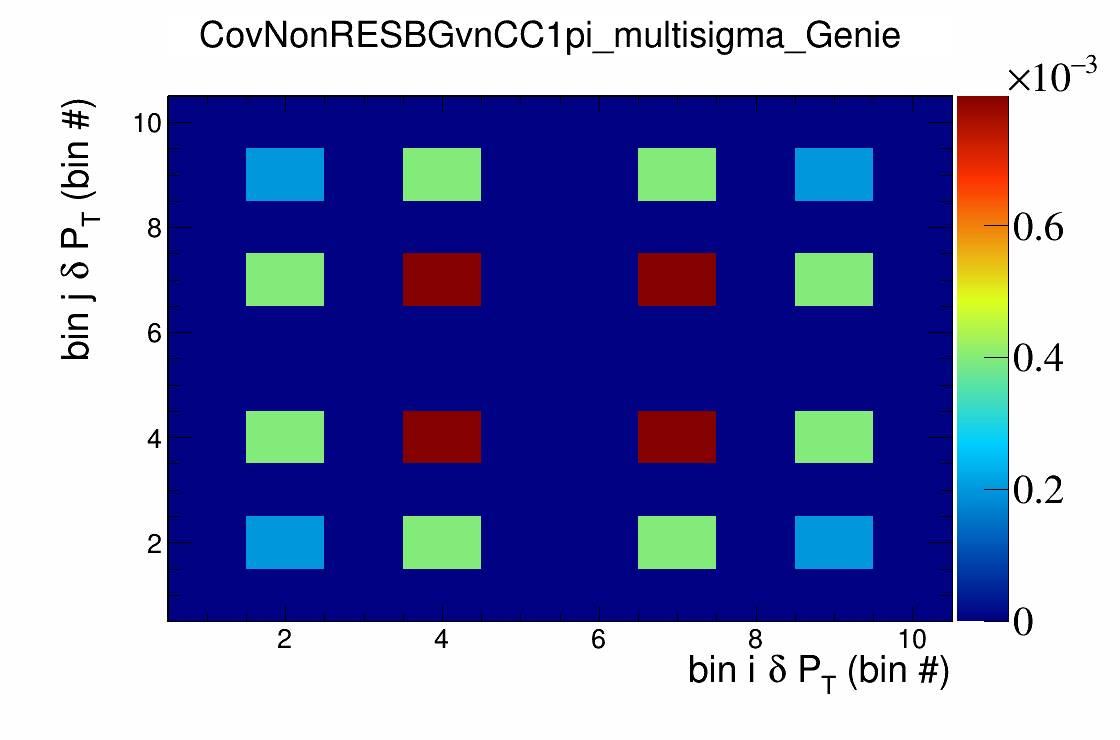 CovNonRESBGvnCC1pi_multisigma_Genie
×10⁻³
bin j δ P_T (bin #)
10
8
6
4
2
2 4 6 8 10
bin i δ P_T (bin #)
0.6
0.4
0.2
0